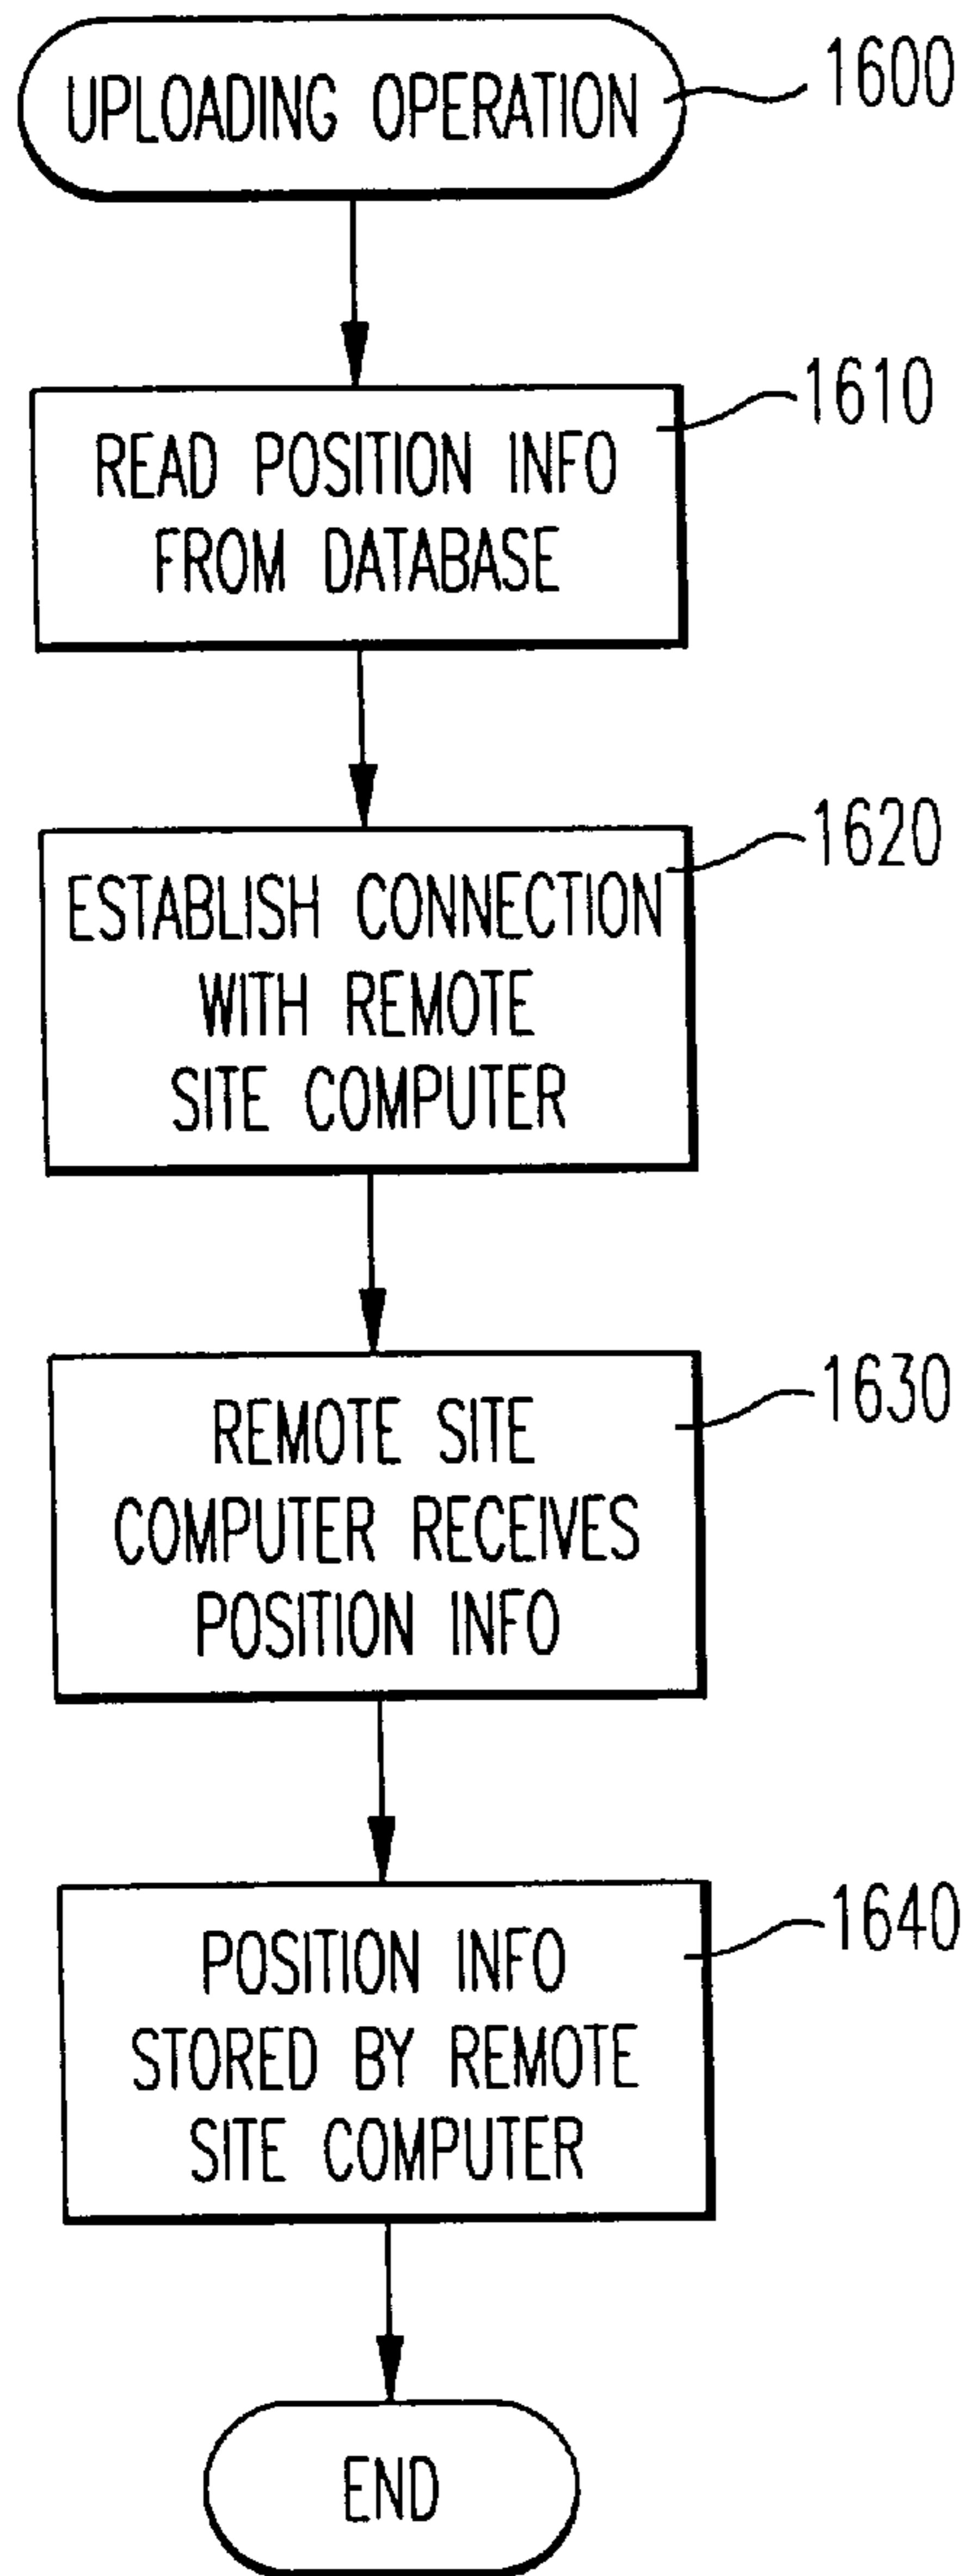 UPLOADING OPERATION
1600
READ POSITION INFO
FROM DATABASE
1610
ESTABLISH CONNECTION
WITH REMOTE
SITE COMPUTER
1620
REMOTE SITE
COMPUTER RECEIVES
POSITION INFO
1630
POSITION INFO
STORED BY REMOTE
SITE COMPUTER
1640
END